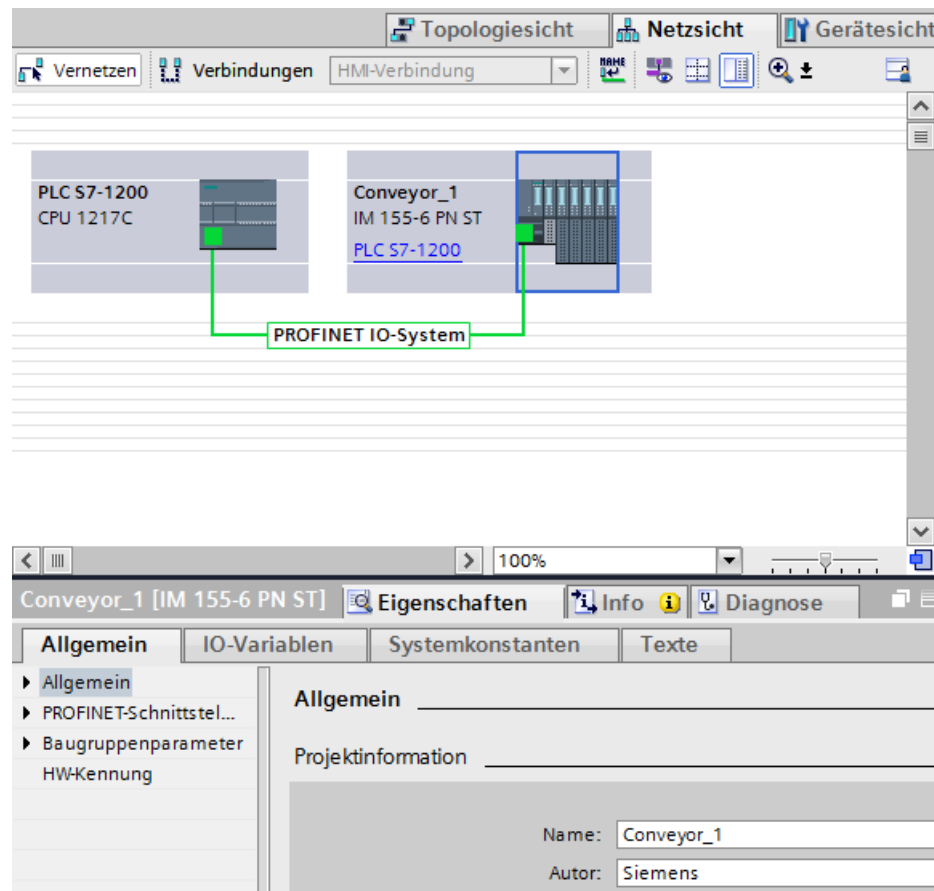 Topologiesicht Netzsicht Gerätesicht
Vernetzen Verbindungen HMI-Verbindung NAME
PLC S7-1200
CPU 1217C
Conveyor_1
IM 155-6 PN ST
PLC S7-1200
PROFINET IO-System
100%
Conveyor_1 [IM 155-6 PN ST] Eigenschaften Info Diagnose
Allgemein IO-Variablen Systemkonstanten Texte
Allgemein
PROFINET-Schnittstel...
Baugruppenparameter
HW-Kennung
Allgemein
Projektinformation
Name: Conveyor_1
Autor: Siemens